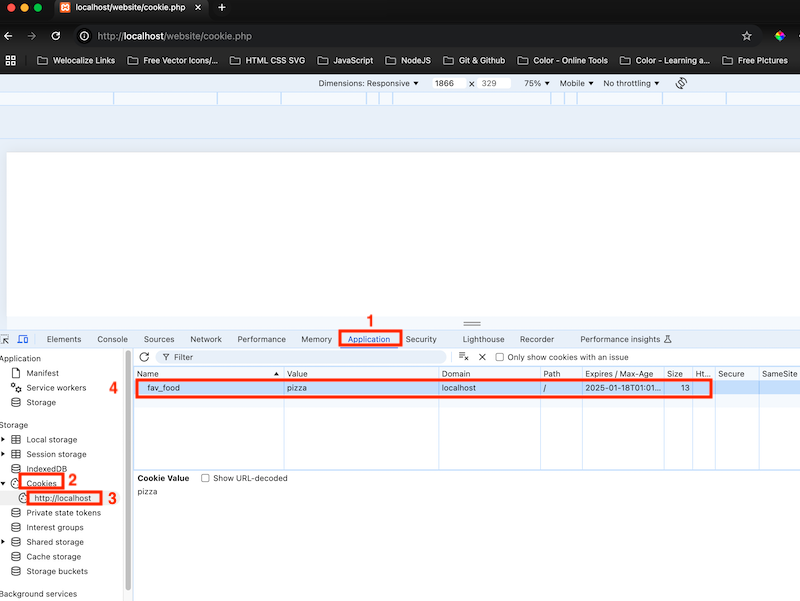 localhost/website/cookie.php
http://localhost/website/cookie.php
Welocalize Links Free Vector Icons/... HTML CSS SVG JavaScript NodeJS Git & Github Color - Online Tools Color - Learning a... Free PIctures
Dimensions: Responsive 1866 × 329 75% Mobile No throttling
1
Elements Console Sources Network Performance Memory Application Security Lighthouse Recorder Performance insights
Application
Manifest
Service workers
Storage
Storage
Local storage
Session storage
IndexedDB
Cookies 2
http://localhost 3
Private state tokens
Interest groups
Shared storage
Cache storage
Storage buckets
Background services
Filter Only show cookies with an issue
Name Value Domain Path Expires / Max-Age Size Ht... Secure SameSite
4 fav_food pizza localhost / 2025-01-18T01:01... 13
Cookie Value Show URL-decoded
pizza